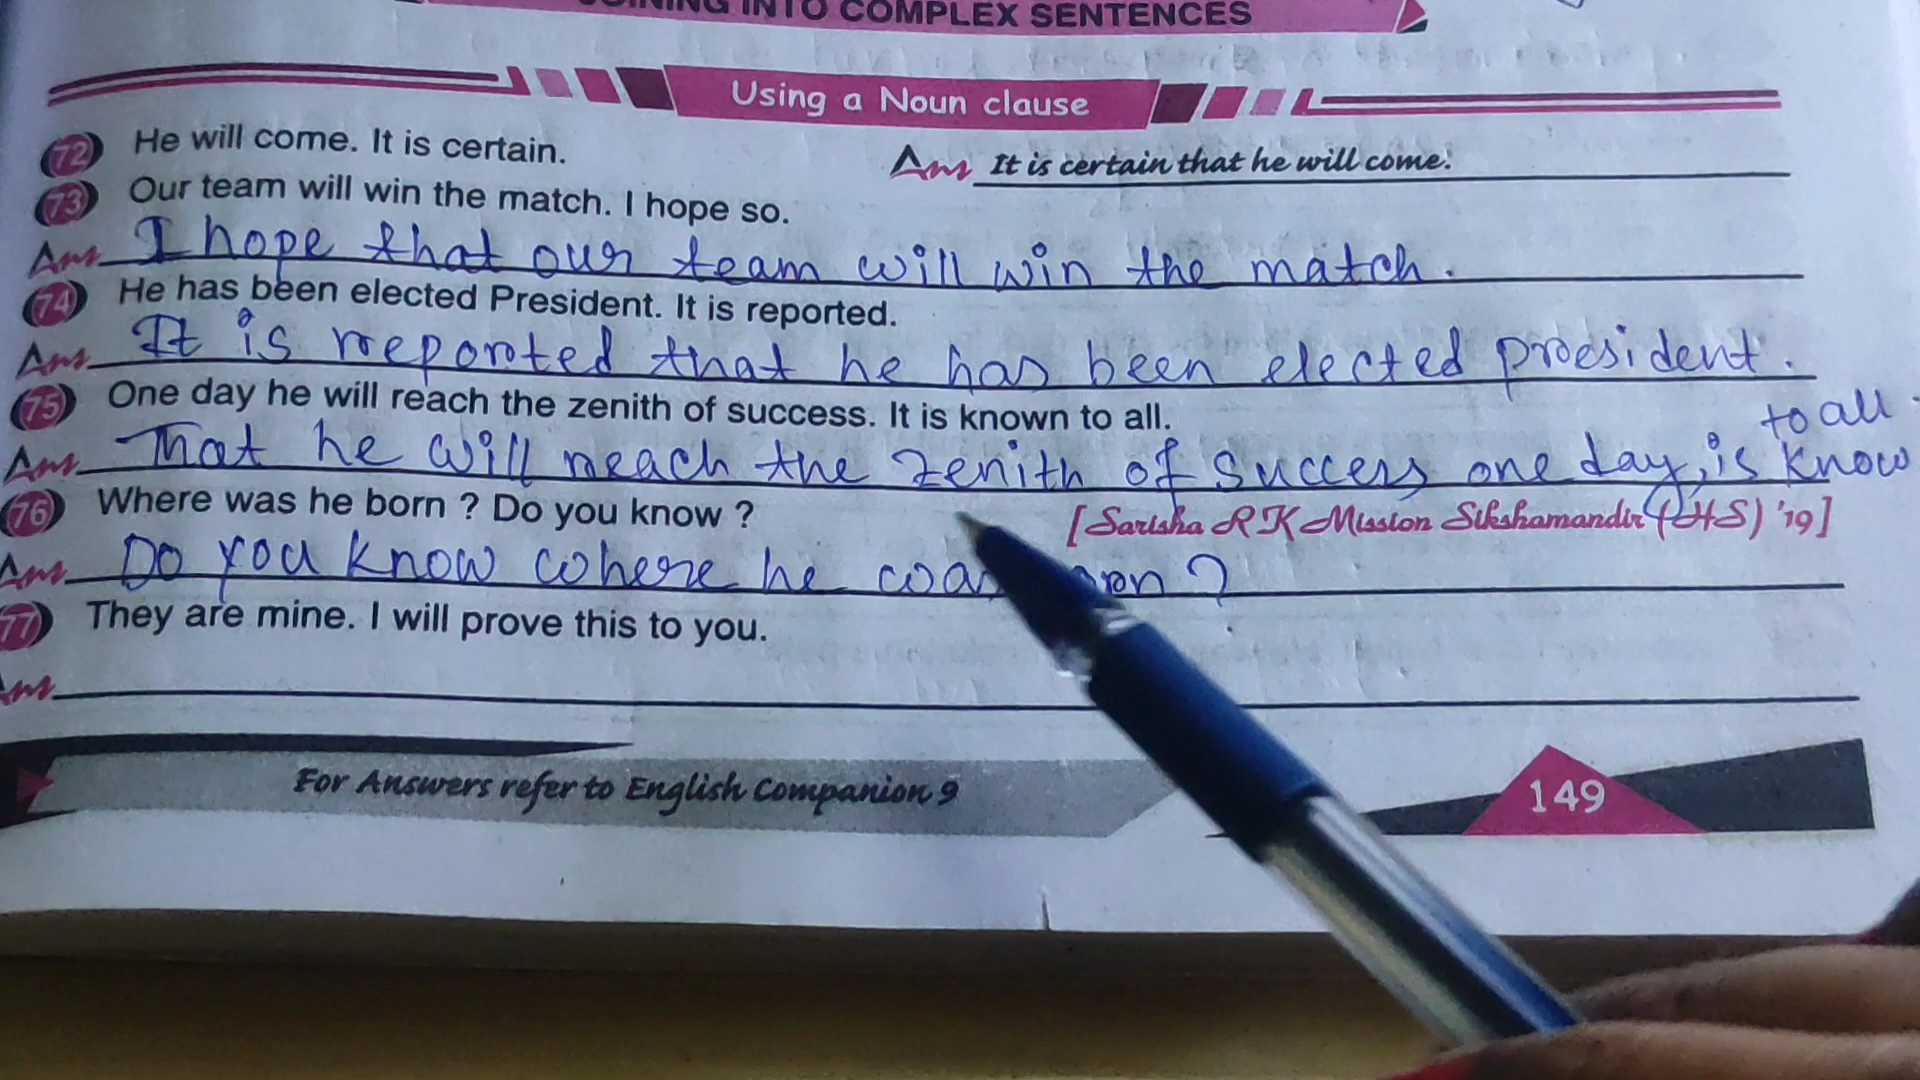 JOINING INTO COMPLEX SENTENCES
Using a Noun clause
72 He will come. It is certain. Ans It is certain that he will come.
73 Our team will win the match. I hope so.
Ans I hope that our team will win the match.
74 He has been elected President. It is reported.
Ans It is reported that he has been elected president.
75 One day he will reach the zenith of success. It is known to all.
to all.
Ans That he will reach the zenith of success one day, is know
76 Where was he born ? Do you know ? [Sarisha R K Mission Sikshamandir (HS) '19]
Ans Do you know where he was ?
77 They are mine. I will prove this to you.
Ans
For Answers refer to English Companion 9
149